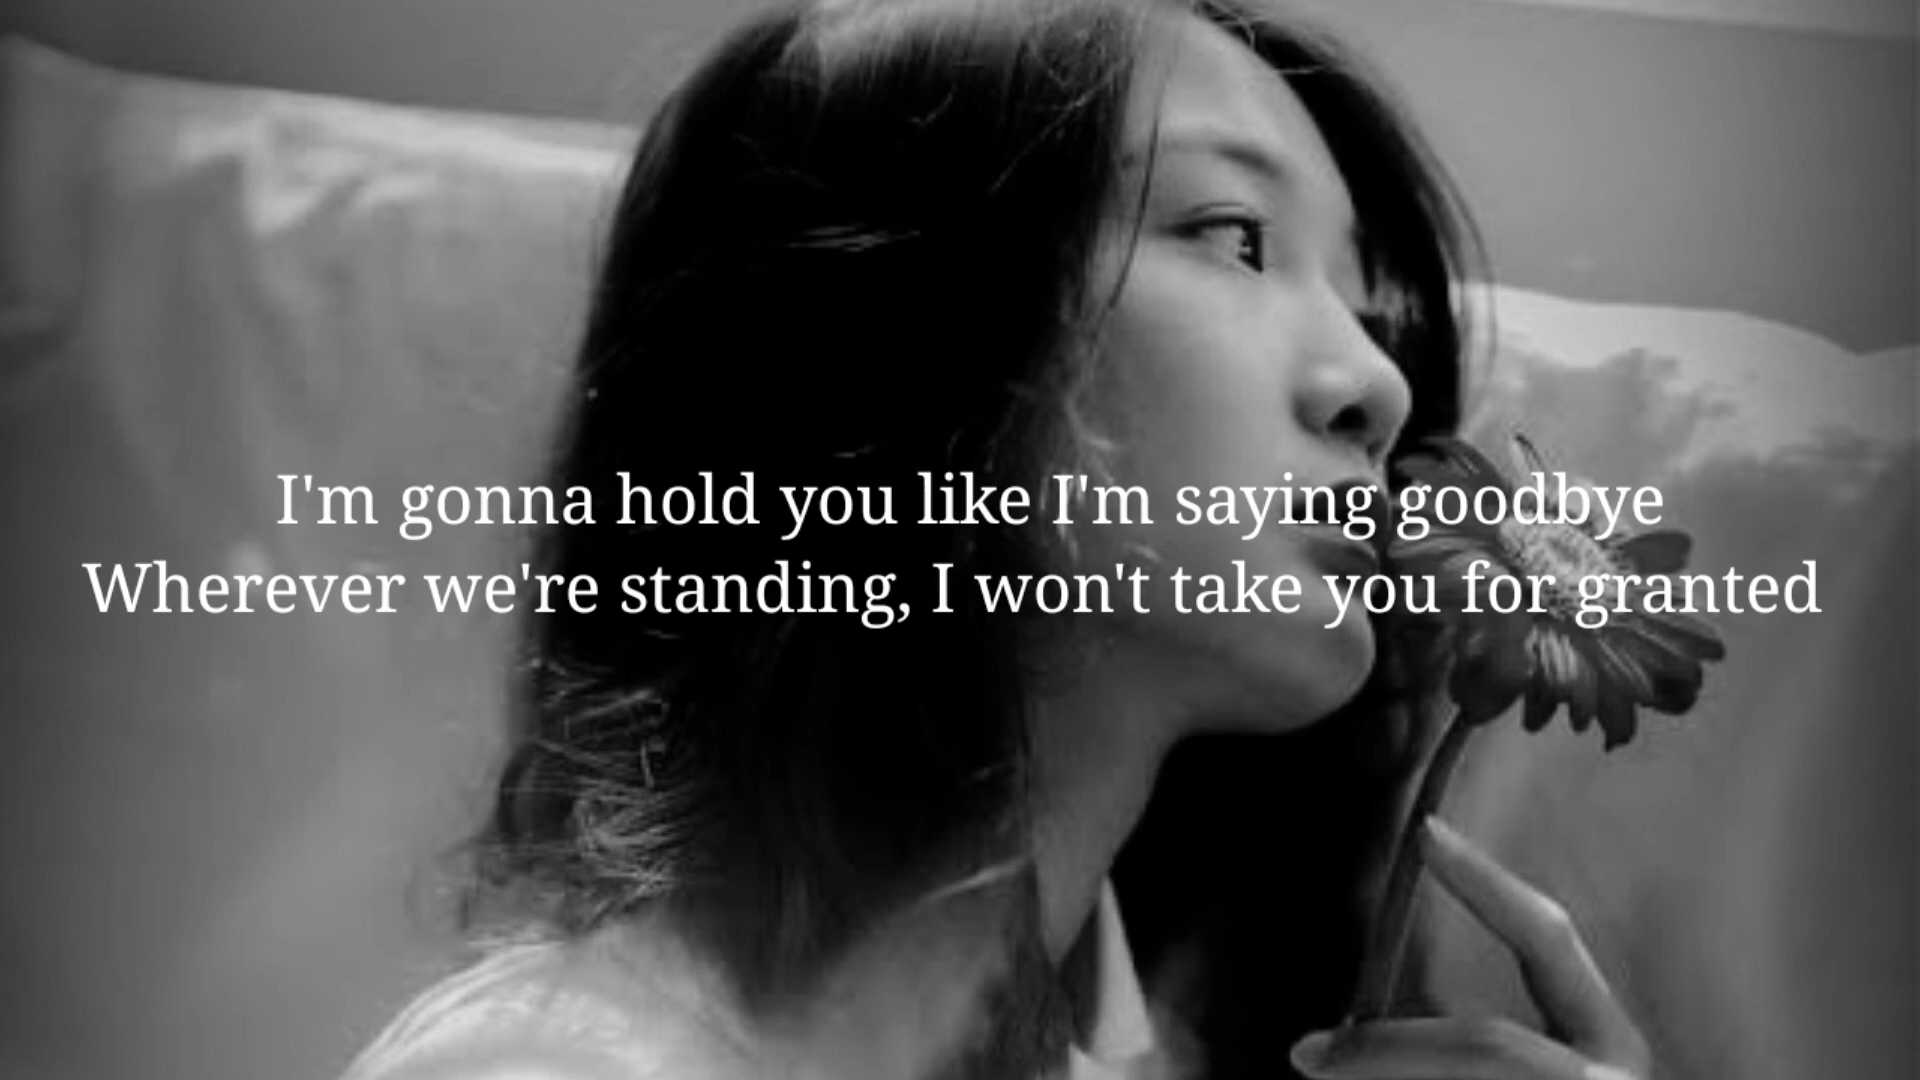 I'm gonna hold you like I'm saying goodbye
Wherever we're standing, I won't take you for granted